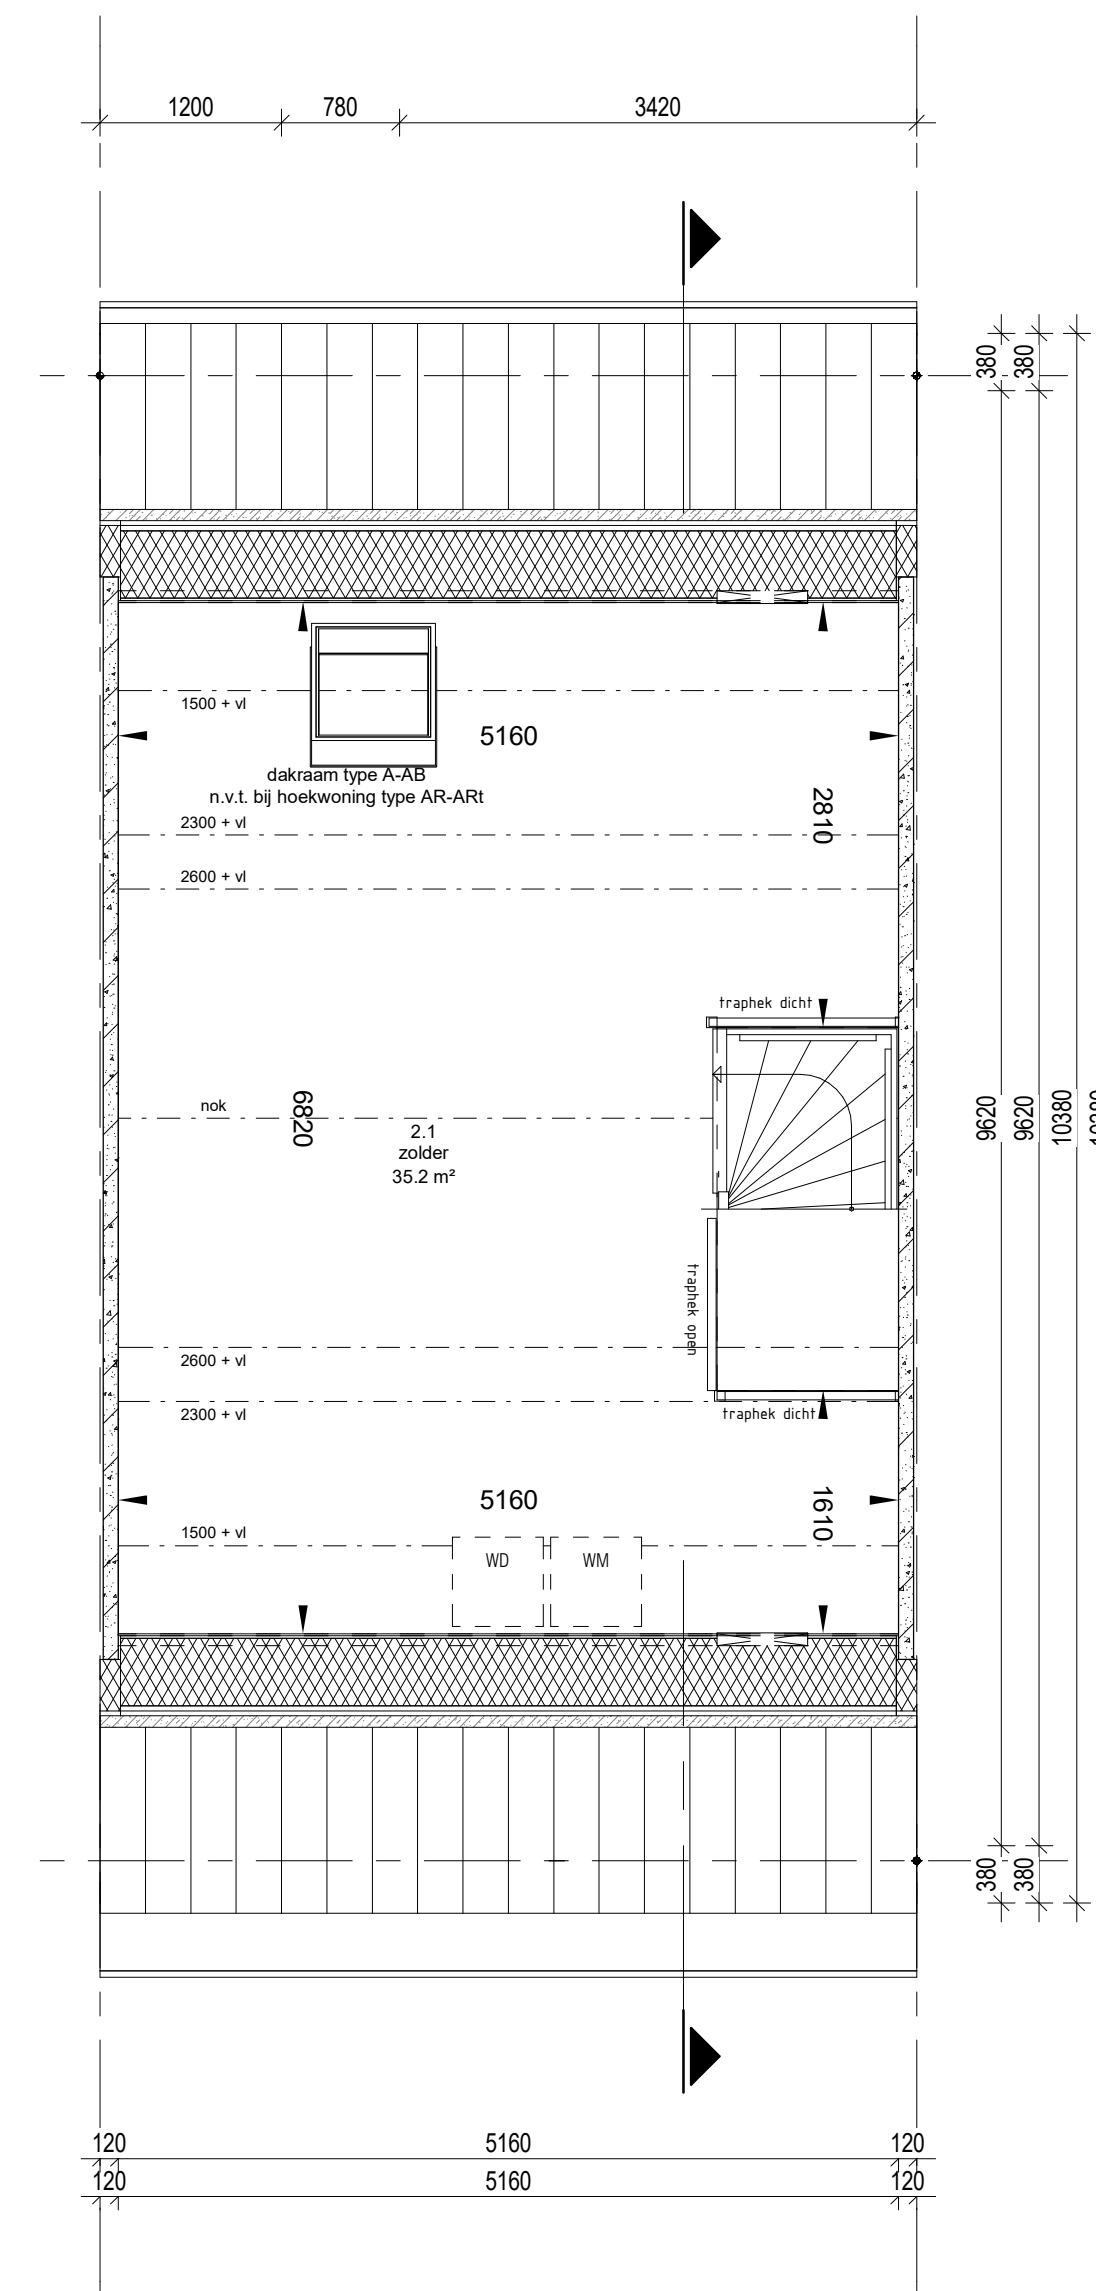 1200 780 3420
380 380
1500 + vl
5160
dakraam type A-AB
n.v.t. bij hoekwoning type AR-ARt
2810
2300 + vl
2600 + vl
traphek dicht
nok
6820
2.1
zolder
35.2 m²
9620 9620 10380
traphek open
2600 + vl
2300 + vl
traphek dicht
5160
1610
1500 + vl
WD WM
380 380
120 5160 120
120 5160 120